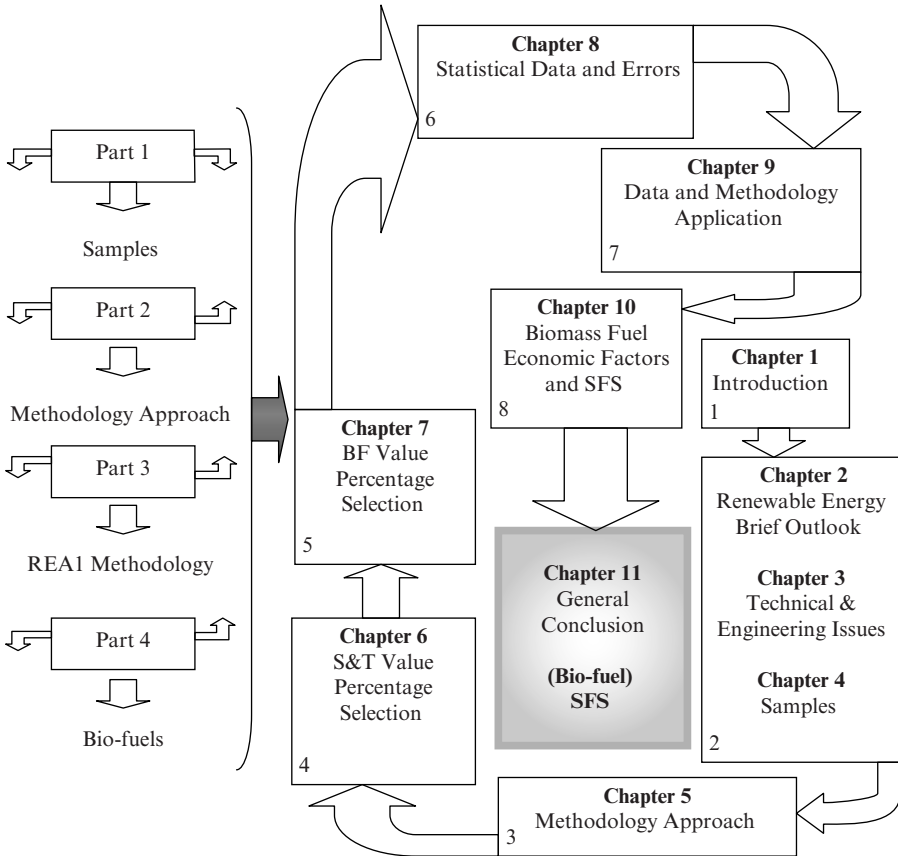 Part 1
Samples
Part 2
Methodology Approach
Part 3
REA1 Methodology
Part 4
Bio-fuels
Chapter 1
Introduction
1
Chapter 2
Renewable Energy
Brief Outlook
Chapter 3
Technical &
Engineering Issues
Chapter 4
Samples
2
Chapter 5
Methodology Approach
3
Chapter 6
S&T Value
Percentage
Selection
4
Chapter 7
BF Value
Percentage
Selection
5
Chapter 8
Statistical Data and Errors
6
Chapter 9
Data and Methodology
Application
7
Chapter 10
Biomass Fuel
Economic Factors
and SFS
8
Chapter 11
General
Conclusion
(Bio-fuel)
SFS